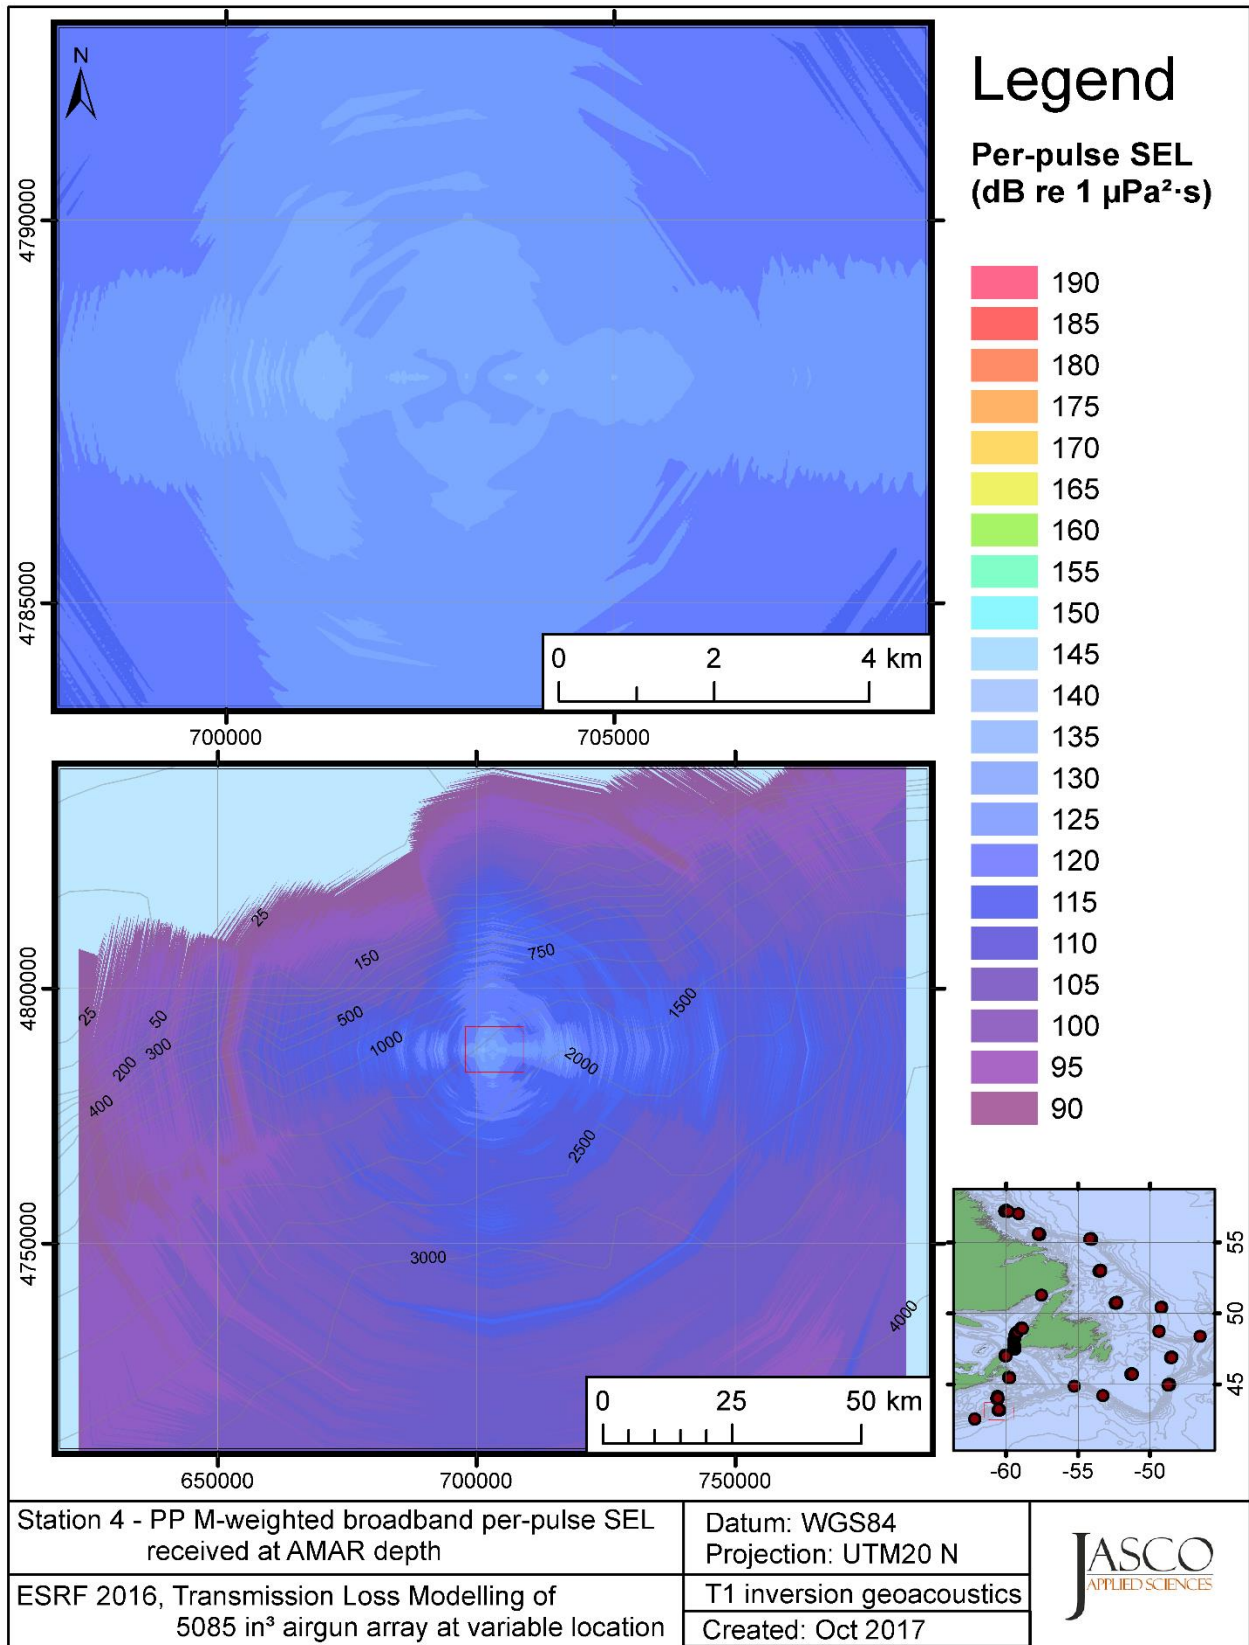 N
4790000
4785000
0 2 4 km
700000 705000
Legend
Per-pulse SEL
(dB re 1 µPa²·s)
190
185
180
175
170
165
160
155
150
145
140
135
130
125
120
115
110
105
100
95
90
4800000
4750000
25
150
750
500
1000
1500
2000
25
50
200
300
400
2500
3000
4000
0 25 50 km
650000 700000 750000
55
50
45
-60 -55 -50
Station 4 - PP M-weighted broadband per-pulse SEL
received at AMAR depth
ESRF 2016, Transmission Loss Modelling of
5085 in³ airgun array at variable location
Datum: WGS84
Projection: UTM20 N
T1 inversion geoacoustics
Created: Oct 2017
JASCO
APPLIED SCIENCES